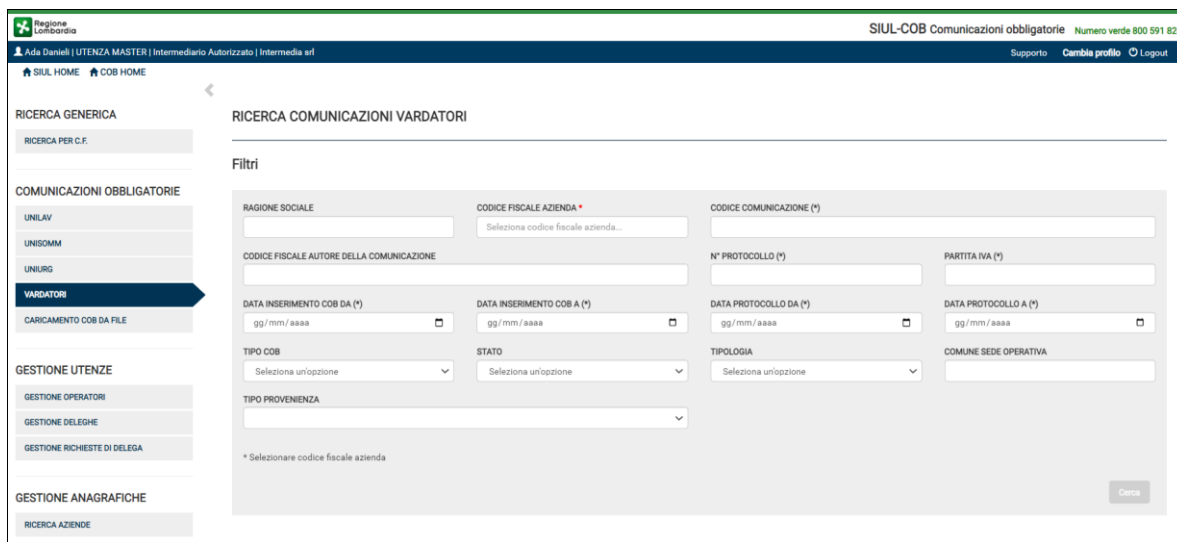 Regione
Lombardia
SIUL-COB Comunicazioni obbligatorie Numero verde 800 591 82
Ada Danieli | UTENZA MASTER | Intermediario Autorizzato | Intermedia srl
Supporto Cambia profilo Logout
SIUL HOME COB HOME
RICERCA GENERICA
RICERCA PER C.F.
COMUNICAZIONI OBBLIGATORIE
UNILAV
UNISOMM
UNIURG
VARDATORI
CARICAMENTO COB DA FILE
GESTIONE UTENZE
GESTIONE OPERATORI
GESTIONE DELEGHE
GESTIONE RICHIESTE DI DELEGA
GESTIONE ANAGRAFICHE
RICERCA AZIENDE
RICERCA COMUNICAZIONI VARDATORI
Filtri
RAGIONE SOCIALE
CODICE FISCALE AZIENDA *
Seleziona codice fiscale azienda...
CODICE COMUNICAZIONE (*)
CODICE FISCALE AUTORE DELLA COMUNICAZIONE
N° PROTOCOLLO (*)
PARTITA IVA (*)
DATA INSERIMENTO COB DA (*)
gg/mm/aaaa
DATA INSERIMENTO COB A (*)
gg/mm/aaaa
DATA PROTOCOLLO DA (*)
gg/mm/aaaa
DATA PROTOCOLLO A (*)
gg/mm/aaaa
TIPO COB
Seleziona un'opzione
STATO
Seleziona un'opzione
TIPOLOGIA
Seleziona un'opzione
COMUNE SEDE OPERATIVA
TIPO PROVENIENZA
* Selezionare codice fiscale azienda
Cerca